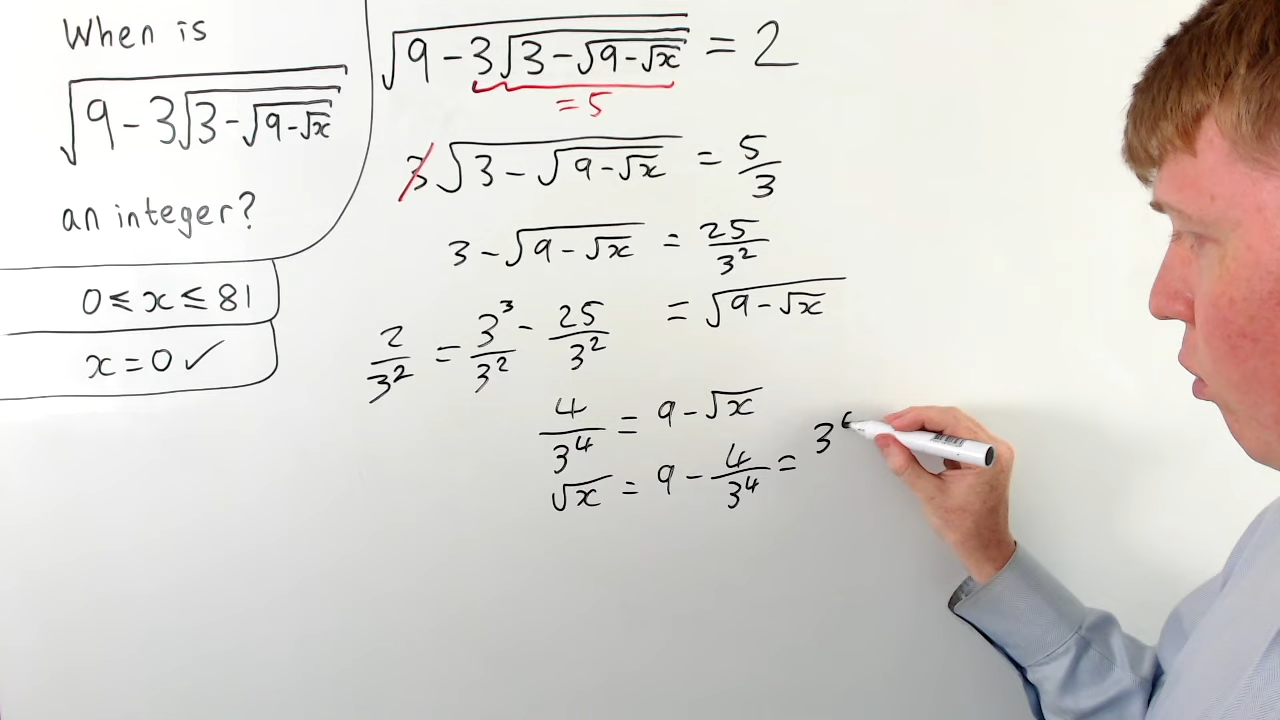 When is
√(9 - 3√(3 - √(9 - √x)))
an integer?
0 ≤ x ≤ 81
x = 0 ✓
√(9 - 3√(3 - √(9 - √x))) = 2
= 5
3√(3 - √(9 - √x)) = 5/3
3 - √(9 - √x) = 25/3²
2/3² = 3³/3² - 25/3² = √(9 - √x)
4/3⁴ = 9 - √x
√x = 9 - 4/3⁴ = 3⁶